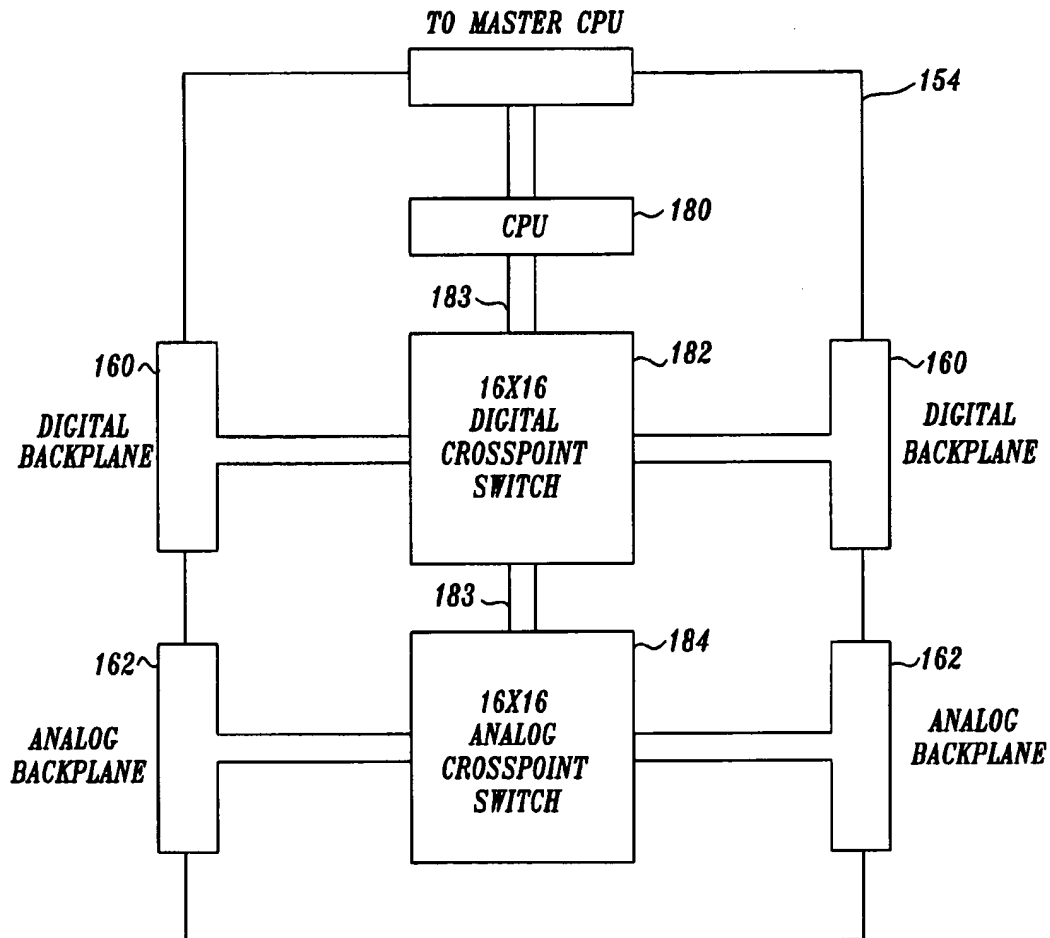 TO MASTER CPU
154
CPU
180
183
160
DIGITAL
BACKPLANE
16X16
DIGITAL
CROSSPOINT
SWITCH
182
160
DIGITAL
BACKPLANE
183
162
ANALOG
BACKPLANE
16X16
ANALOG
CROSSPOINT
SWITCH
184
162
ANALOG
BACKPLANE